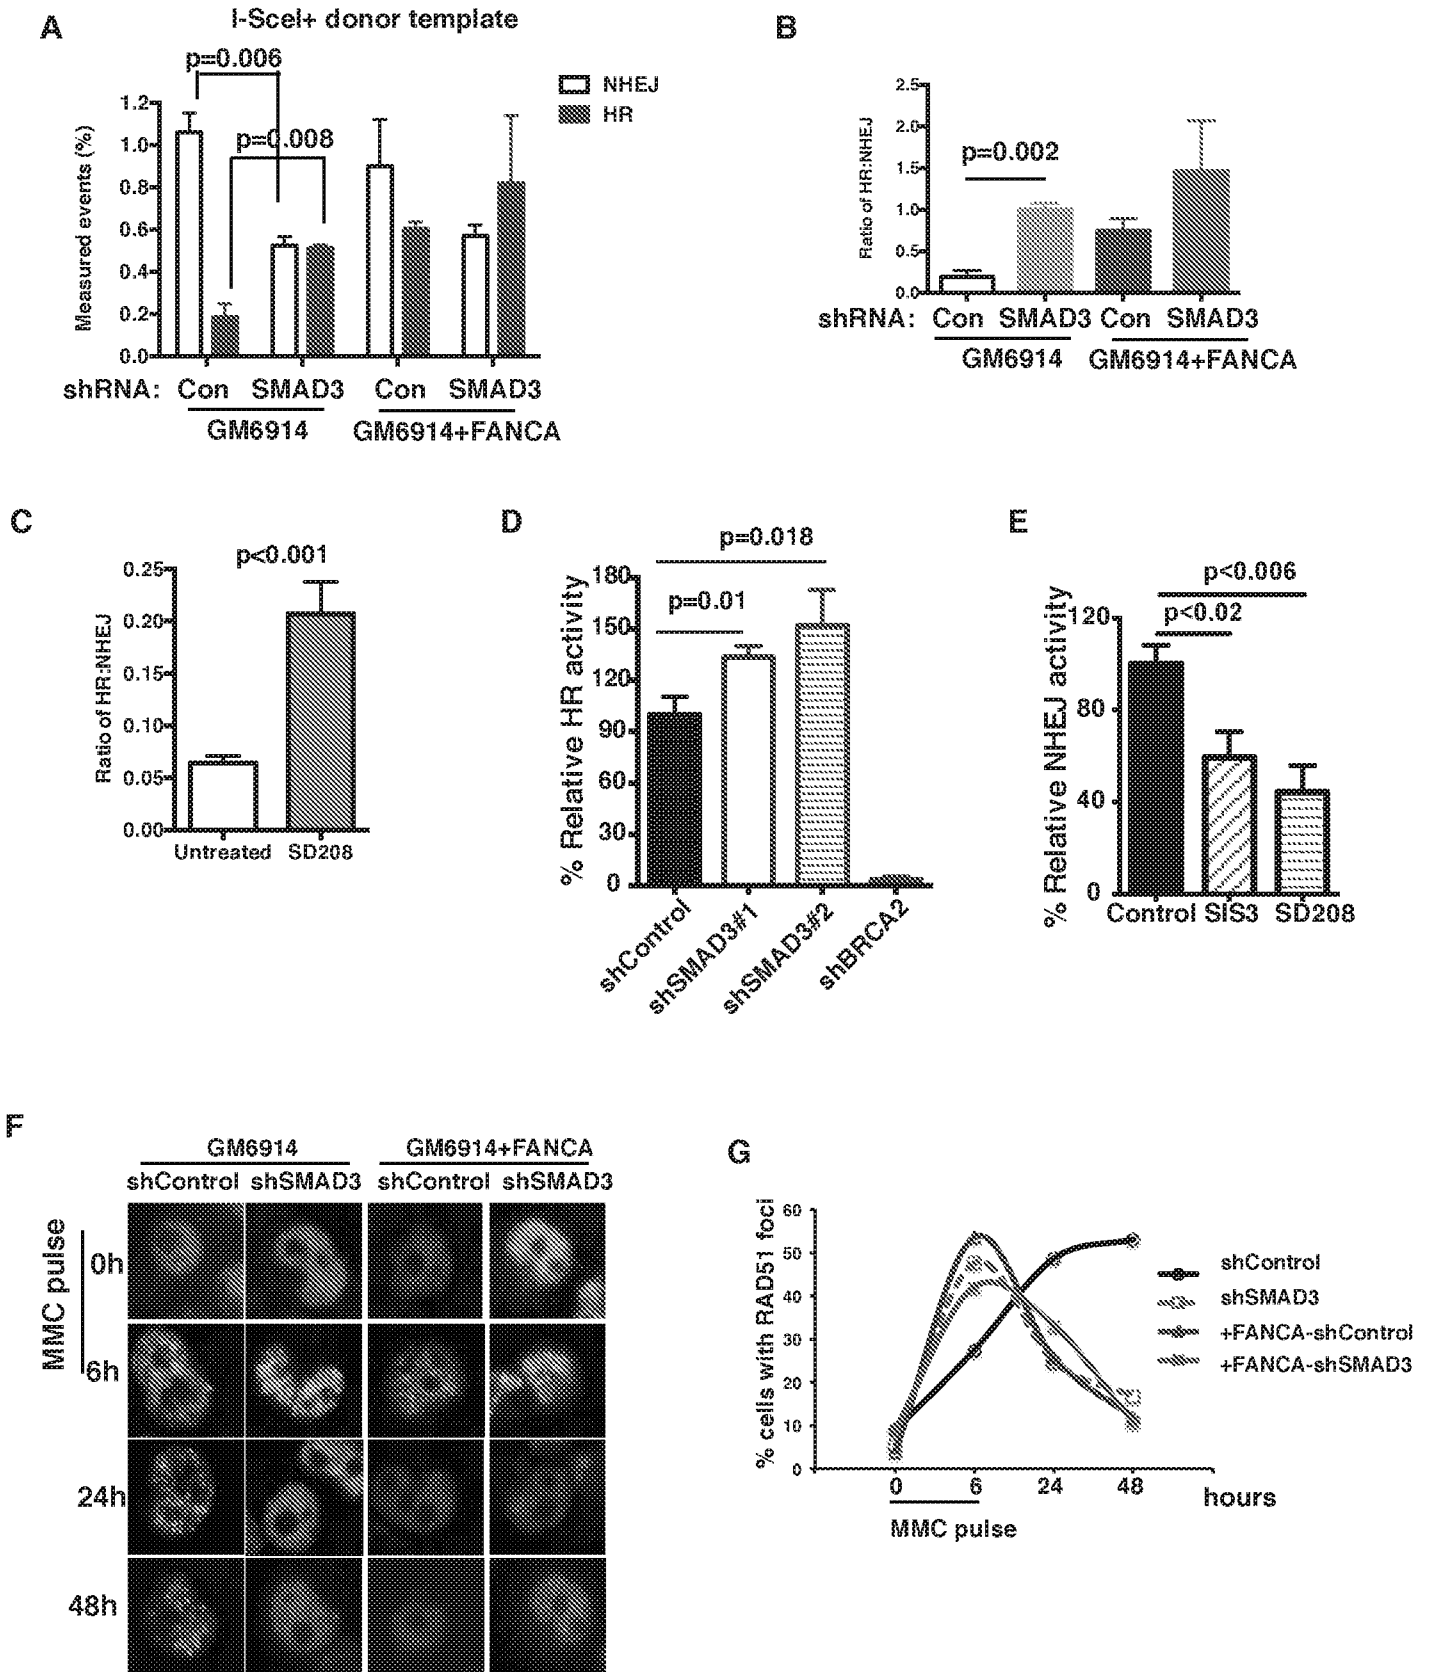 A
I-SceI+ donor template
p=0.006
p=0.008
NHEJ
HR
Measured events (%)
1.2
1.0
0.8
0.6
0.4
0.2
0.0
shRNA: Con SMAD3 Con SMAD3
GM6914 GM6914+FANCA
B
Ratio of HR:NHEJ
2.5
2.0
1.5
1.0
0.5
0.0
p=0.002
shRNA: Con SMAD3 Con SMAD3
GM6914 GM6914+FANCA
C
p<0.001
Ratio of HR:NHEJ
0.25
0.20
0.15
0.10
0.05
0.00
Untreated SD208
D
p=0.018
p=0.01
% Relative HR activity
180
150
120
90
60
30
0
shControl
shSMAD3#1
shSMAD3#2
shBRCA2
E
p<0.006
p<0.02
% Relative NHEJ activity
120
80
40
0
Control SIS3 SD208
F
GM6914 GM6914+FANCA
shControl shSMAD3 shControl shSMAD3
MMC pulse
0h
6h
24h
48h
G
% cells with RAD51 foci
60
50
40
30
20
10
0
0 6 24 48 hours
MMC pulse
shControl
shSMAD3
+FANCA-shControl
+FANCA-shSMAD3